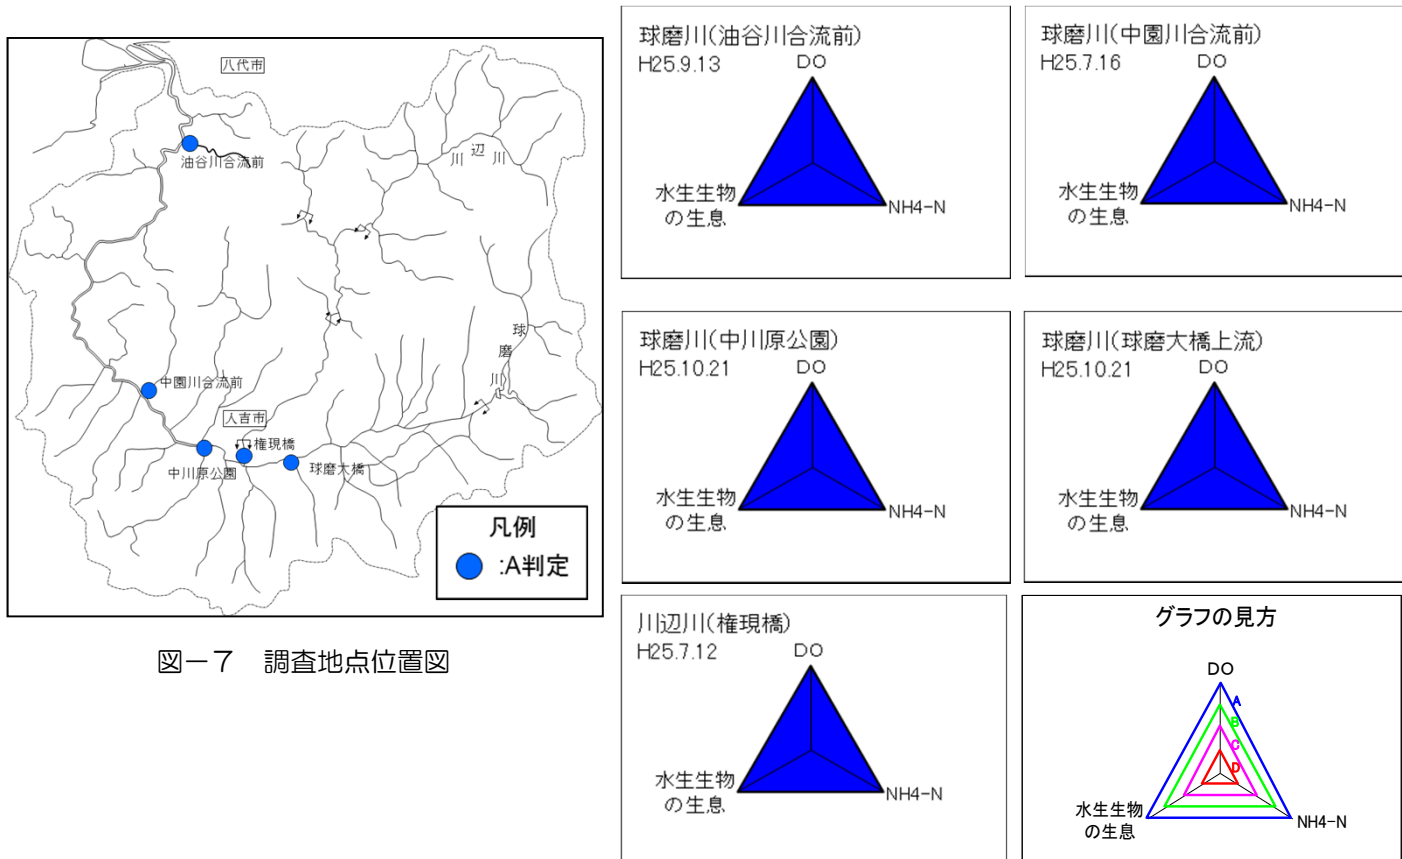 八代市
油谷川合流前
川辺川
球磨川
中園川合流前
人吉市
権現橋
中川原公園
球磨大橋
凡例
:A判定
図－7 調査地点位置図
球磨川(油谷川合流前)
H25.9.13
DO
水生生物
の生息
NH4-N
球磨川(中園川合流前)
H25.7.16
DO
水生生物
の生息
NH4-N
球磨川(中川原公園)
H25.10.21
DO
水生生物
の生息
NH4-N
球磨川(球磨大橋上流)
H25.10.21
DO
水生生物
の生息
NH4-N
川辺川(権現橋)
H25.7.12
DO
水生生物
の生息
NH4-N
グラフの見方
DO
A
B
C
D
水生生物
の生息
NH4-N